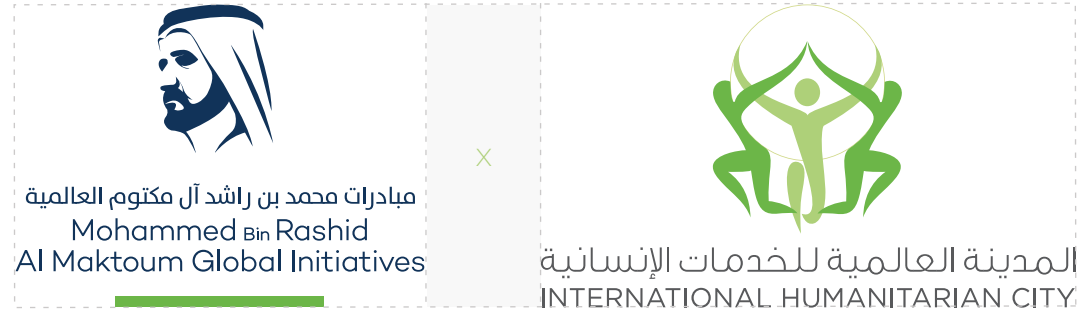 مبادرات محمد بن راشد آل مكتوم العالمية
Mohammed Bin Rashid
Al Maktoum Global Initiatives
X
المدينة العالمية للخدمات الإنسانية
INTERNATIONAL HUMANITARIAN CITY